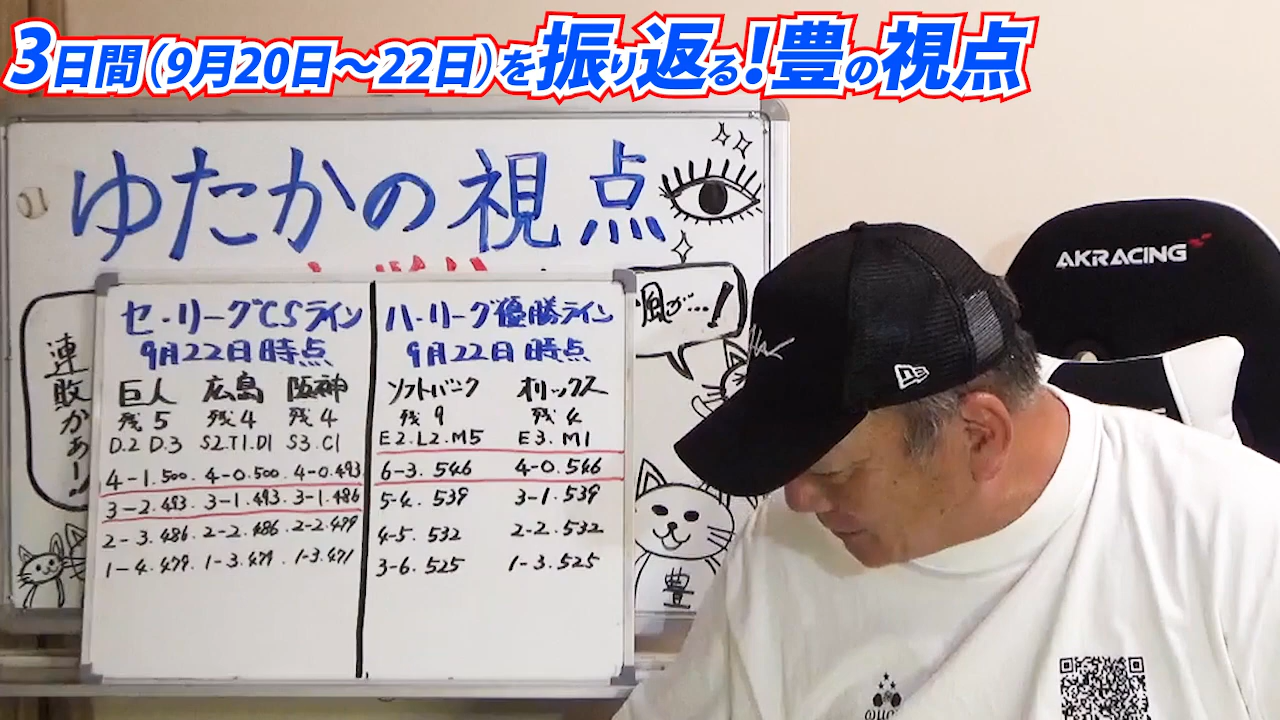 3日間（9月20日～22日）を振り返る！豊の視点
ゆたかの視点
連敗かぁー!!
風が…！
セ・リーグCSライン
9月22日時点
巨人 広島 阪神
残5 残4 残4
D.2 D.3 S2.T1.D1 S3.C1
4-1.500. 4-0.500. 4-0.493
3-2.493. 3-1.493. 3-1.486
2-3.486. 2-2.486. 2-2.479
1-4.479. 1-3.479. 1-3.471
パ・リーグ優勝ライン
9月22日時点
ソフトバンク オリックス
残9 残4
E2.L2.M5 E3.M1
6-3.546 4-0.546
5-4.539 3-1.539
4-5.532 2-2.532
3-6.525 1-3.525
豊
AKRACING